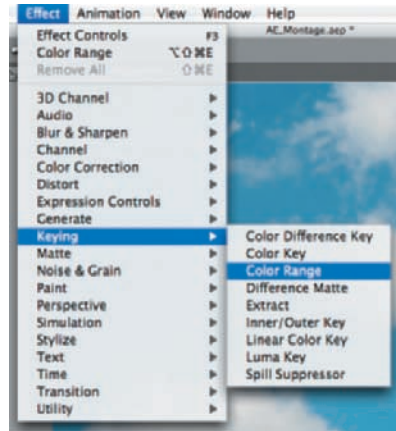 Effect Animation View Window Help
AE_Montage.aep *
Effect Controls F3
Color Range ⌥⇧⌘E
Remove All ⇧⌘E
3D Channel
Audio
Blur & Sharpen
Channel
Color Correction
Distort
Expression Controls
Generate
Keying
Matte
Noise & Grain
Paint
Perspective
Simulation
Stylize
Text
Time
Transition
Utility
Color Difference Key
Color Key
Color Range
Difference Matte
Extract
Inner/Outer Key
Linear Color Key
Luma Key
Spill Suppressor